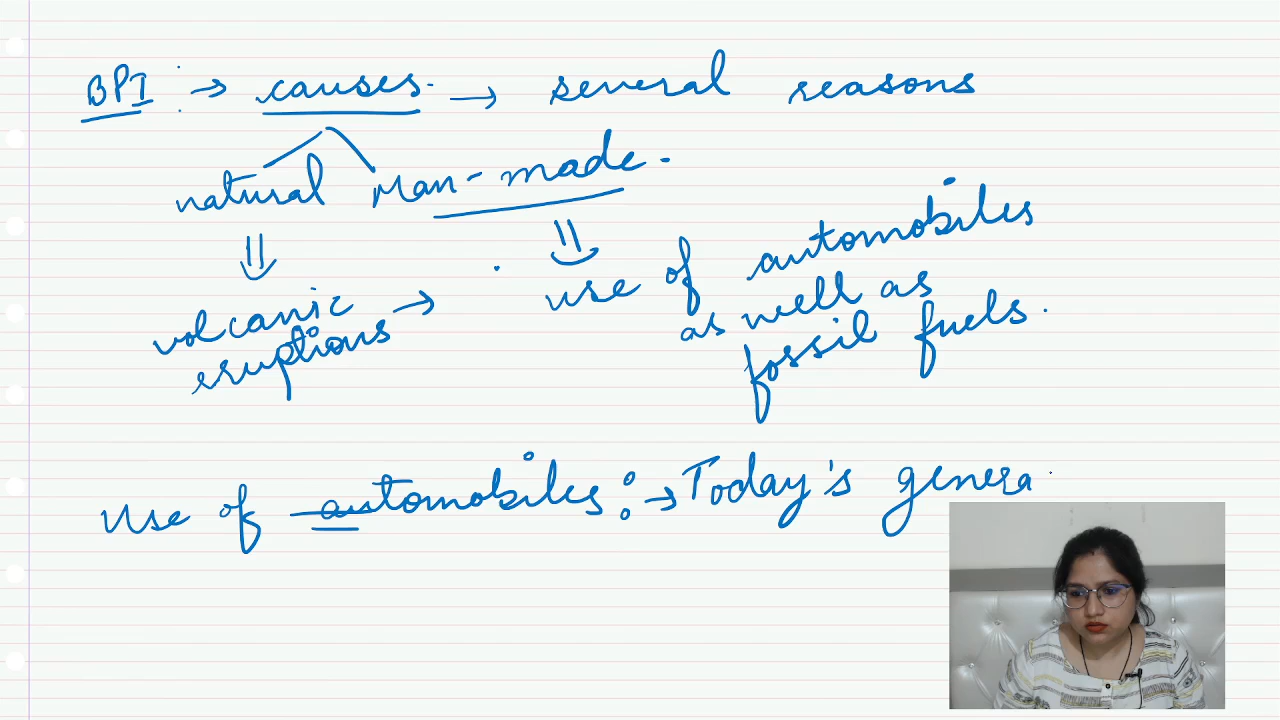 BPI :→ causes. → several reasons
natural Man-made.
⇓ ⇓
volcanic → use of automobiles
eruptions as well as
fossil fuels.
Use of automobiles :→ Today's genera